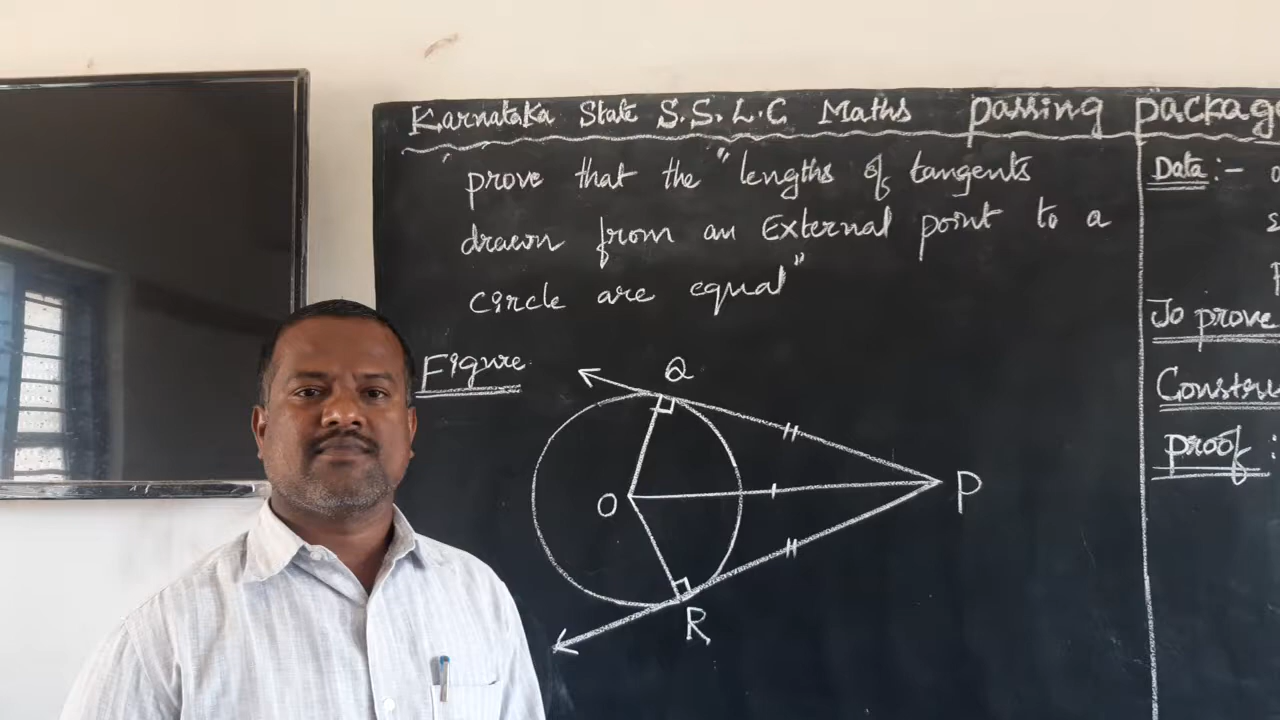 Karnataka State S.S.L.C Maths passing package
prove that the "lengths of tangents
drawn from an External point to a
circle are equal"
Figure
Q
O
P
R
Data :-
To prove
Proof :